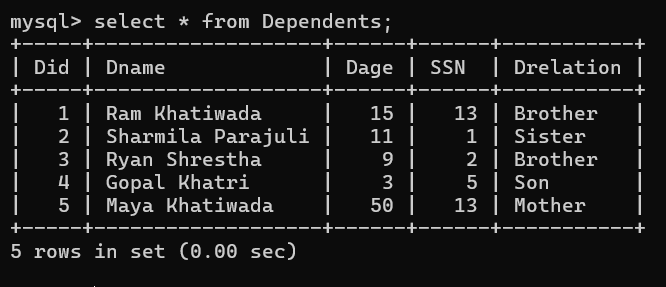 mysql> select * from Dependents;
+-----+-------------------+------+------+-----------+
| Did | Dname             | Dage | SSN  | Drelation |
+-----+-------------------+------+------+-----------+
|   1 | Ram Khatiwada     |   15 |   13 | Brother   |
|   2 | Sharmila Parajuli |   11 |    1 | Sister    |
|   3 | Ryan Shrestha     |    9 |    2 | Brother   |
|   4 | Gopal Khatri      |    3 |    5 | Son       |
|   5 | Maya Khatiwada    |   50 |   13 | Mother    |
+-----+-------------------+------+------+-----------+
5 rows in set (0.00 sec)